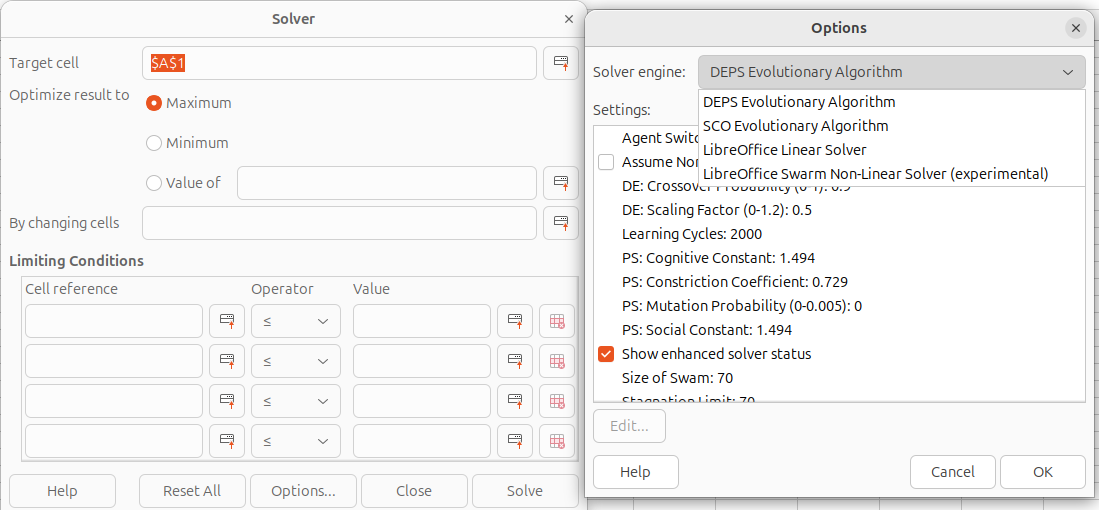 Solver
Target cell
$A$1
Optimize result to
Maximum
Minimum
Value of
By changing cells
Limiting Conditions
Cell reference Operator Value
≤
≤
≤
≤
Help Reset All Options... Close Solve
Options
Solver engine: DEPS Evolutionary Algorithm
DEPS Evolutionary Algorithm
SCO Evolutionary Algorithm
LibreOffice Linear Solver
LibreOffice Swarm Non-Linear Solver (experimental)
Settings:
Agent Switc
Assume Non
DE: Crossover Probability (0-1): 0.9
DE: Scaling Factor (0-1.2): 0.5
Learning Cycles: 2000
PS: Cognitive Constant: 1.494
PS: Constriction Coefficient: 0.729
PS: Mutation Probability (0-0.005): 0
PS: Social Constant: 1.494
Show enhanced solver status
Size of Swam: 70
Stagnation Limit: 70
Edit...
Help Cancel OK